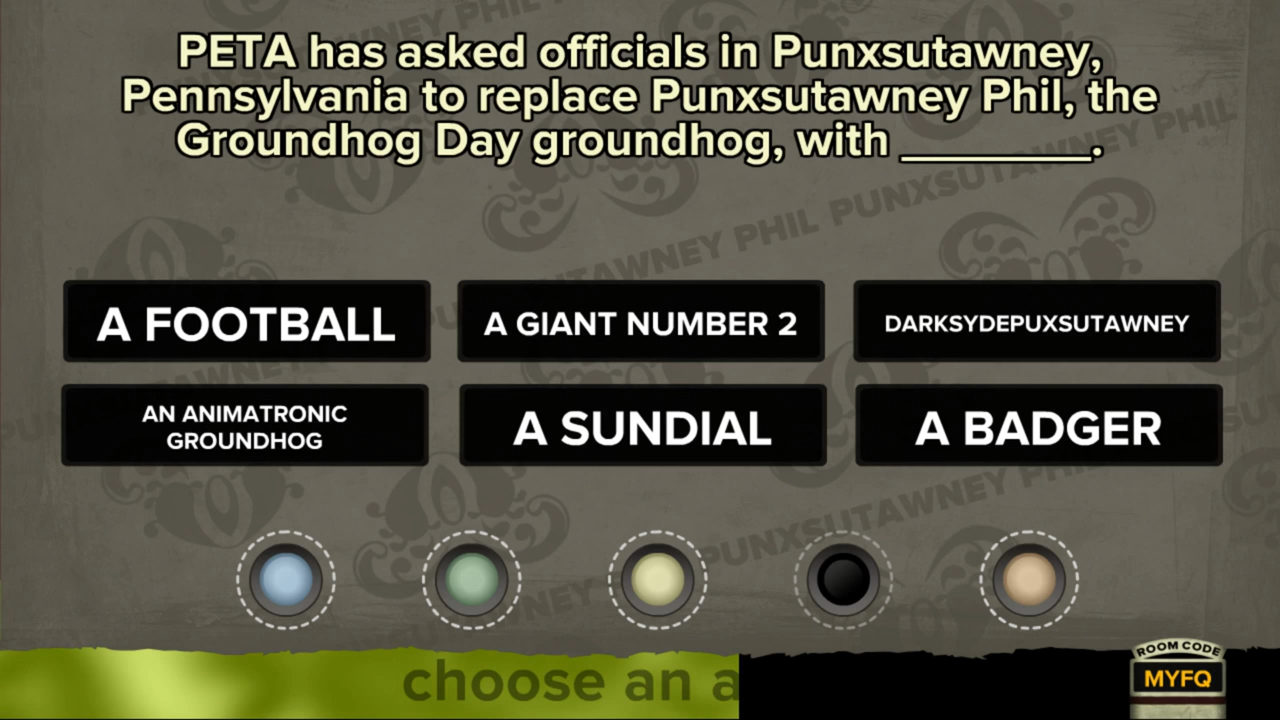 PETA has asked officials in Punxsutawney,
Pennsylvania to replace Punxsutawney Phil, the
Groundhog Day groundhog, with ________.
A FOOTBALL
A GIANT NUMBER 2
DARKSYDEPUXSUTAWNEY
AN ANIMATRONIC
GROUNDHOG
A SUNDIAL
A BADGER
choose an a
ROOM CODE
MYFQ